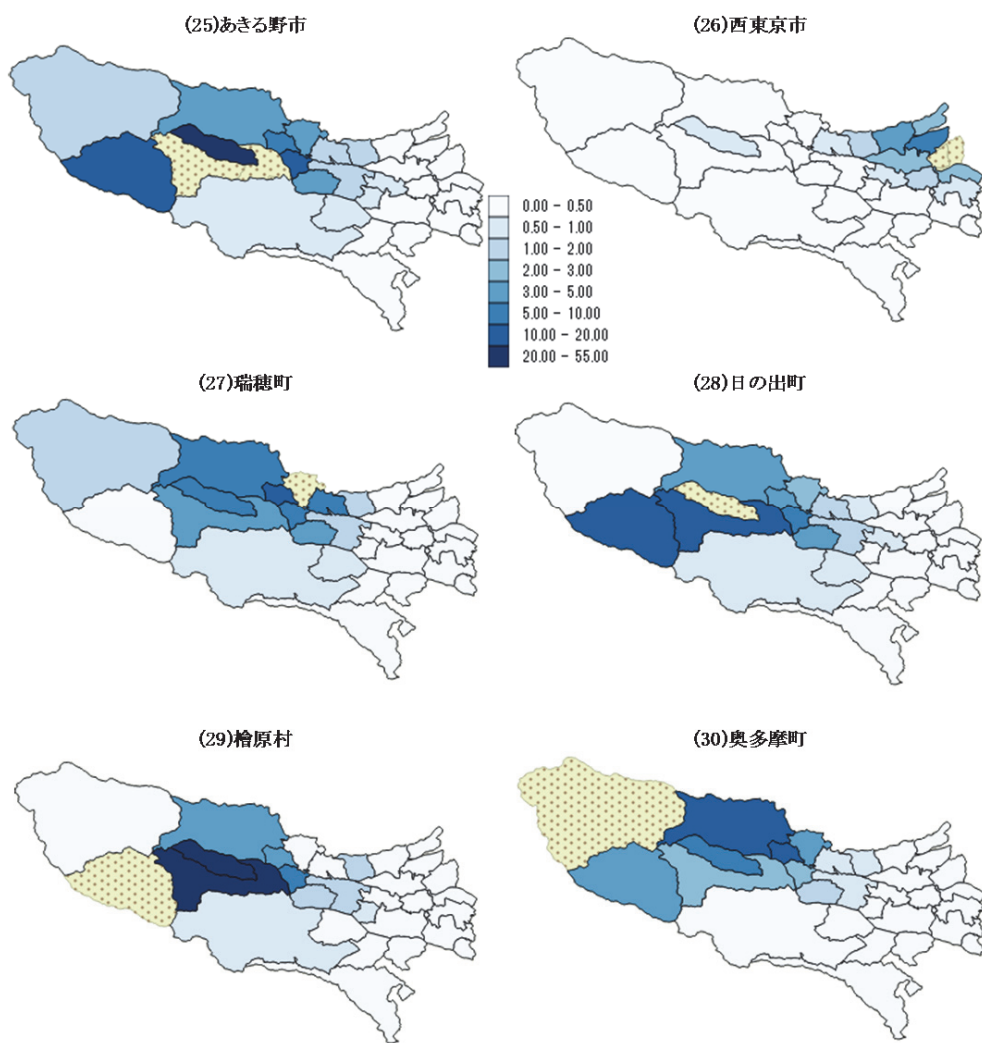 (25)あきる野市
(26)西東京市
0.00 - 0.50
0.50 - 1.00
1.00 - 2.00
2.00 - 3.00
3.00 - 5.00
5.00 - 10.00
10.00 - 20.00
20.00 - 55.00
(27)瑞穂町
(28)日の出町
(29)檜原村
(30)奥多摩町